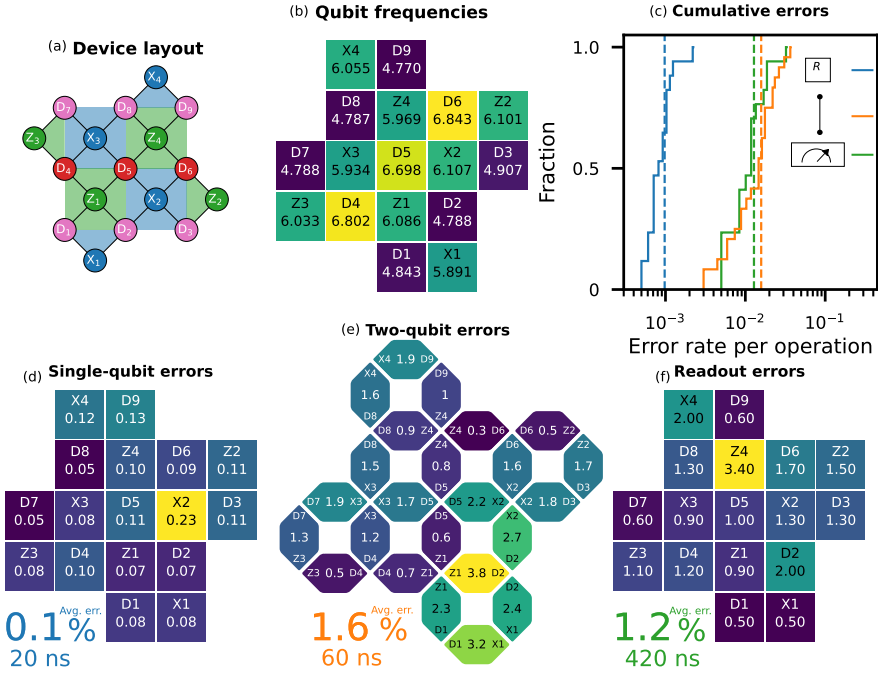 (a) Device layout
X4
D7
D8
D9
Z3
X3
Z4
D4
D5
D6
Z1
X2
Z2
D1
D2
D3
X1
(b) Qubit frequencies
X4 D9
6.055 4.770
D8 Z4 D6 Z2
4.787 5.969 6.843 6.101
D7 X3 D5 X2 D3
4.788 5.934 6.698 6.107 4.907
Z3 D4 Z1 D2
6.033 6.802 6.086 4.788
D1 X1
4.843 5.891
(c) Cumulative errors
1.0
0.5
0
Fraction
R
10−3 10−2 10−1
Error rate per operation
(d) Single-qubit errors
X4 D9
0.12 0.13
D8 Z4 D6 Z2
0.05 0.10 0.09 0.11
D7 X3 D5 X2 D3
0.05 0.08 0.11 0.23 0.11
Z3 D4 Z1 D2
0.08 0.10 0.07 0.07
D1 X1
0.08 0.08
Avg. err.
0.1%
20 ns
(e) Two-qubit errors
X4 1.9 D9
X4 D9
1.6 1
D8 Z4
D8 0.9 Z4 Z4 0.3 D6 D6 0.5 Z2
D8 Z4 D6 Z2
1.5 0.8 1.6 1.7
X3 D5 X2 D3
D7 1.9 X3 X3 1.7 D5 D5 2.2 X2 X2 1.8 D3
D7 X3 D5 X2
1.3 1.2 0.6 2.7
Z3 D4 Z1 D2
Z3 0.5 D4 D4 0.7 Z1 Z1 3.8 D2
Z1 D2
2.3 2.4
D1 X1
D1 3.2 X1
Avg. err.
1.6%
60 ns
(f) Readout errors
X4 D9
2.00 0.60
D8 Z4 D6 Z2
1.30 3.40 1.70 1.50
D7 X3 D5 X2 D3
0.60 0.90 1.00 1.30 1.30
Z3 D4 Z1 D2
1.10 1.20 0.90 2.00
D1 X1
0.50 0.50
Avg. err.
1.2%
420 ns